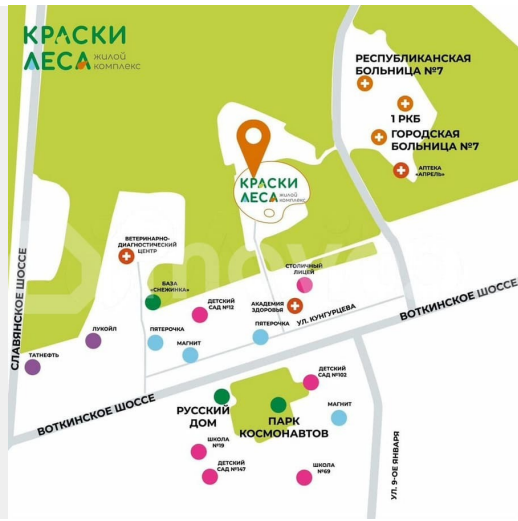 КРАСКИ
ЛЕСА жилой
комплекс
РЕСПУБЛИКАНСКАЯ
БОЛЬНИЦА №7
1 РКБ
ГОРОДСКАЯ
БОЛЬНИЦА №7
АПТЕКА
«АПРЕЛЬ»
КРАСКИ
ЛЕСА жилой
комплекс
ВЕТЕРИНАРНО-
ДИАГНОСТИЧЕСКИЙ
ЦЕНТР
СТОЛИЧНЫЙ
ЛИЦЕЙ
БАЗА
«СНЕЖИНКА»
ДЕТСКИЙ
САД №12
АКАДЕМИЯ
ЗДОРОВЬЯ
УЛ. КУНГУРЦЕВА
СЛАВЯНСКОЕ ШОССЕ
ВОТКИНСКОЕ ШОССЕ
ЛУКОЙЛ
ПЯТЕРОЧКА
МАГНИТ
ПЯТЕРОЧКА
ТАТНЕФТЬ
ВОТКИНСКОЕ ШОССЕ
ДЕТСКИЙ
САД №102
РУССКИЙ
ДОМ
ПАРК
КОСМОНАВТОВ
МАГНИТ
ШКОЛА
№19
ДЕТСКИЙ
САД №147
ШКОЛА
№69
УЛ. 9-ОЕ ЯНВАРЯ